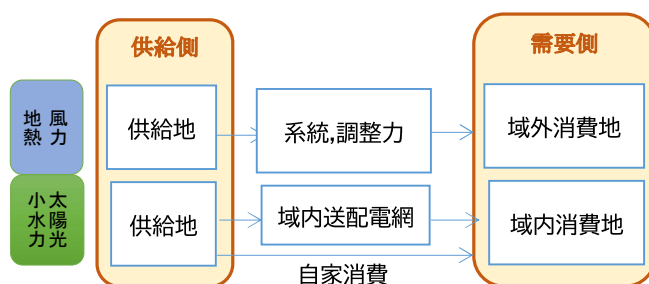 供給側
需要側
風力
地熱
供給地
系統,調整力
域外消費地
太陽光
小水力
供給地
域内送配電網
域内消費地
自家消費